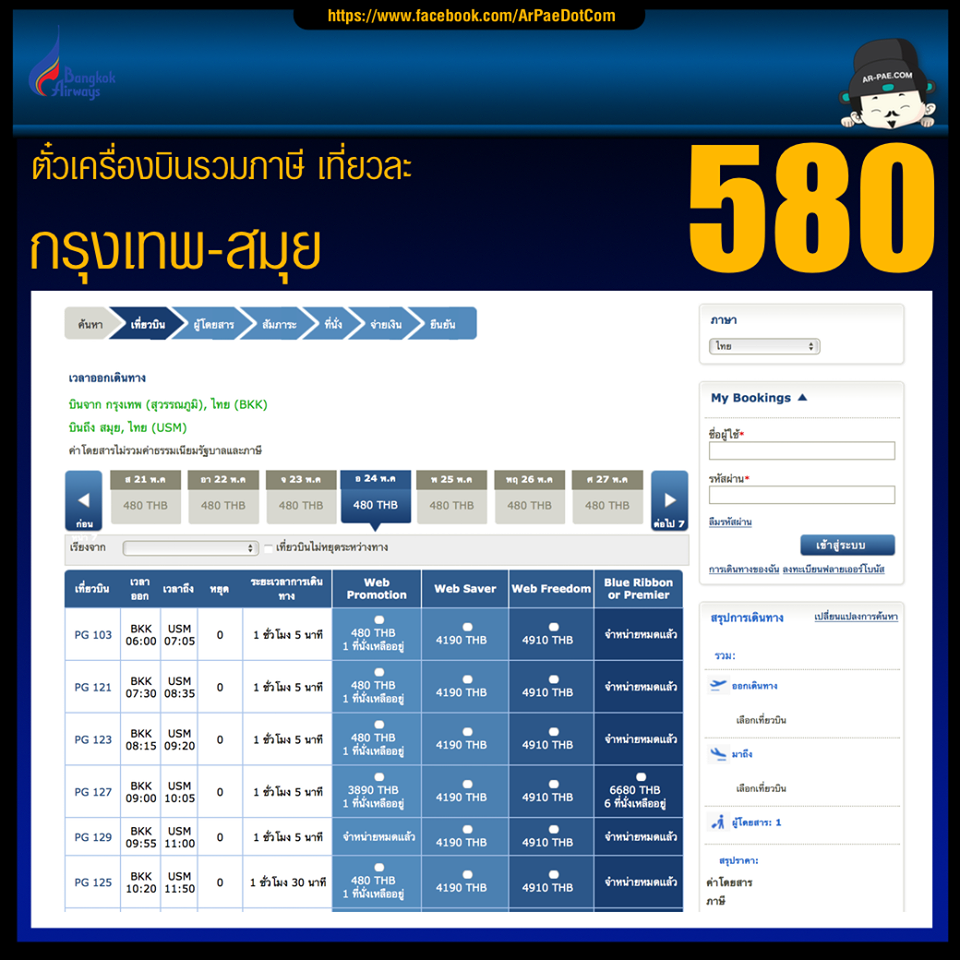 https://www.facebook.com/ArPaeDotCom
Bangkok
Airways
AR-PAE.COM
ตั๋วเครื่องบินรวมภาษี เที่ยวละ
580
กรุงเทพ-สมุย
ค้นหา เที่ยวบิน ผู้โดยสาร สัมภาระ ที่นั่ง จ่ายเงิน ยืนยัน
เวลาออกเดินทาง
บินจาก กรุงเทพ (สุวรรณภูมิ), ไทย (BKK)
บินถึง สมุย, ไทย (USM)
ค่าโดยสารไม่รวมค่าธรรมเนียมรัฐบาลและภาษี
ก่อน
ส 21 พ.ค อา 22 พ.ค จ 23 พ.ค อ 24 พ.ค พ 25 พ.ค พฤ 26 พ.ค ศ 27 พ.ค
480 THB 480 THB 480 THB 480 THB 480 THB 480 THB 480 THB
ต่อไป 7
เรียงจาก เที่ยวบินไม่หยุดระหว่างทาง
เที่ยวบิน เวลาออก เวลาถึง หยุด ระยะเวลาการเดินทาง Web Promotion Web Saver Web Freedom Blue Ribbon or Premier
PG 103 BKK 06:00 USM 07:05 0 1 ชั่วโมง 5 นาที 480 THB 1 ที่นั่งเหลืออยู่ 4190 THB 4910 THB จำหน่ายหมดแล้ว
PG 121 BKK 07:30 USM 08:35 0 1 ชั่วโมง 5 นาที 480 THB 1 ที่นั่งเหลืออยู่ 4190 THB 4910 THB จำหน่ายหมดแล้ว
PG 123 BKK 08:15 USM 09:20 0 1 ชั่วโมง 5 นาที 480 THB 1 ที่นั่งเหลืออยู่ 4190 THB 4910 THB จำหน่ายหมดแล้ว
PG 127 BKK 09:00 USM 10:05 0 1 ชั่วโมง 5 นาที 3890 THB 1 ที่นั่งเหลืออยู่ 4190 THB 4910 THB 6680 THB 6 ที่นั่งเหลืออยู่
PG 129 BKK 09:55 USM 11:00 0 1 ชั่วโมง 5 นาที จำหน่ายหมดแล้ว 4190 THB 4910 THB จำหน่ายหมดแล้ว
PG 125 BKK 10:20 USM 11:50 0 1 ชั่วโมง 30 นาที 480 THB 1 ที่นั่งเหลืออยู่ 4190 THB 4910 THB จำหน่ายหมดแล้ว
ภาษา
ไทย
My Bookings
ชื่อผู้ใช้*
รหัสผ่าน*
ลืมรหัสผ่าน
เข้าสู่ระบบ
การเดินทางของฉัน ลงทะเบียนฟลายเออร์โบนัส
สรุปการเดินทาง เปลี่ยนแปลงการค้นหา
รวม:
ออกเดินทาง
เลือกเที่ยวบิน
มาถึง
เลือกเที่ยวบิน
ผู้โดยสาร: 1
สรุปราคา:
ค่าโดยสาร
ภาษี